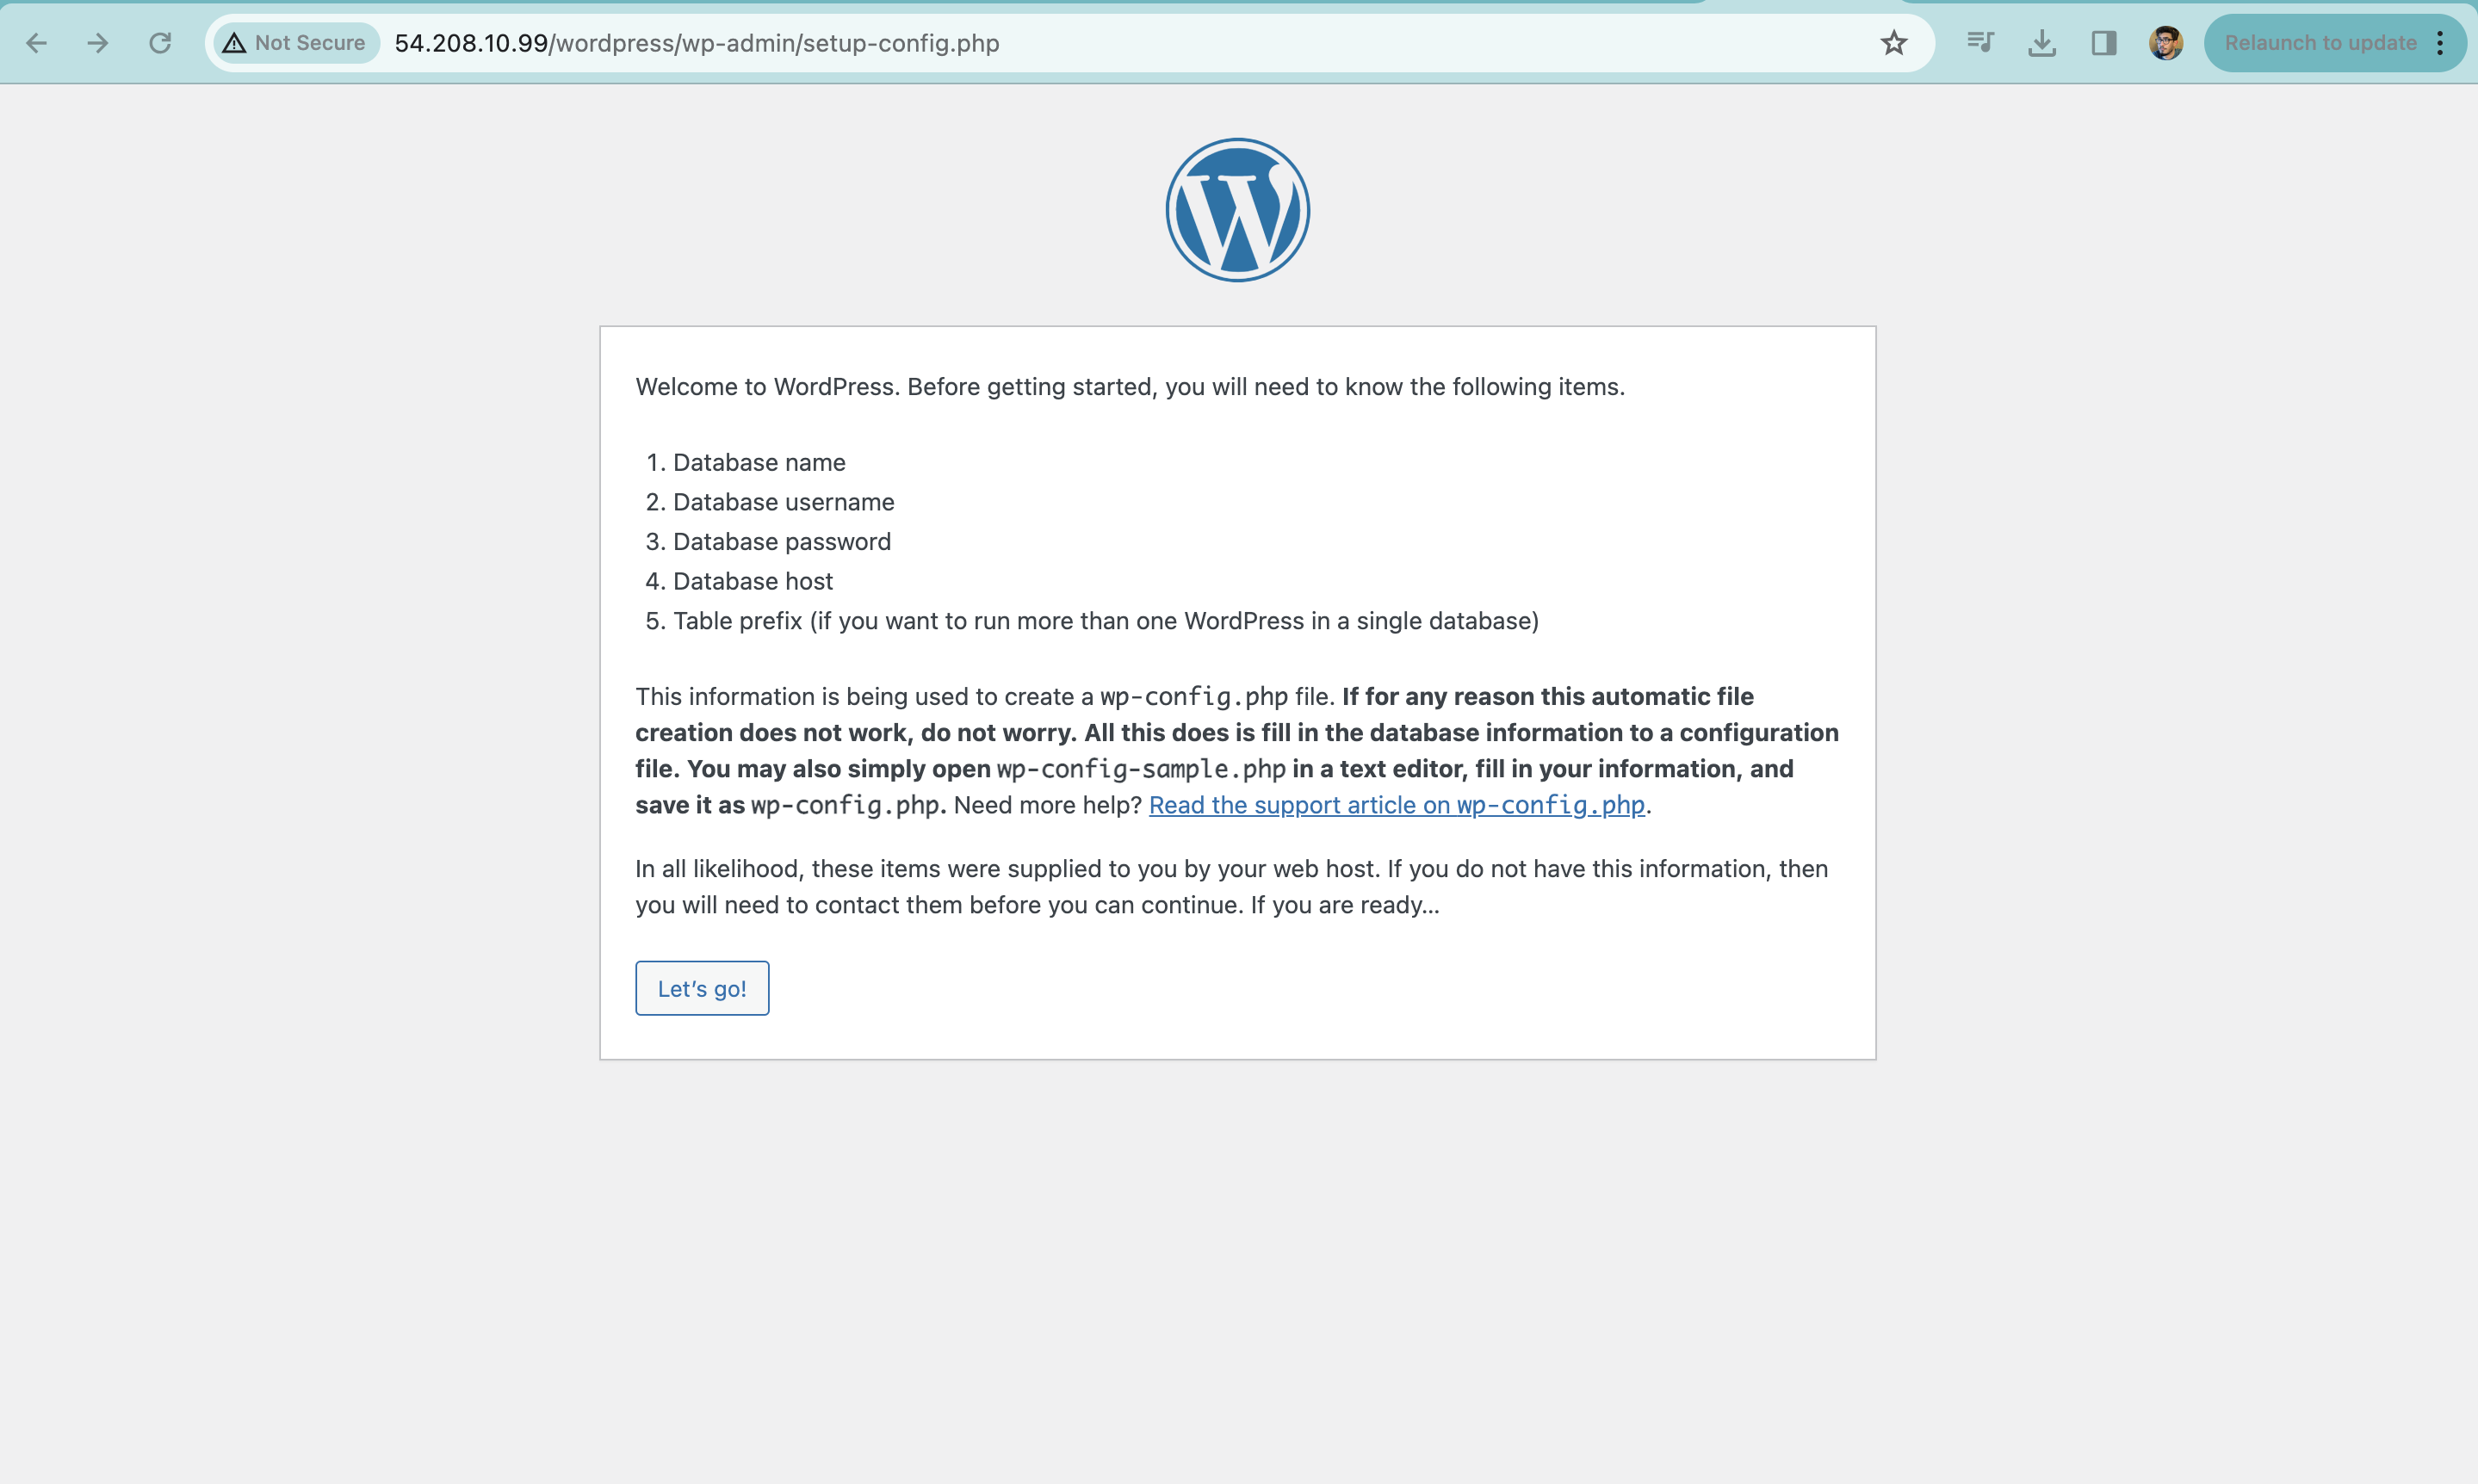 Not Secure
54.208.10.99/wordpress/wp-admin/setup-config.php
Relaunch to update
Welcome to WordPress. Before getting started, you will need to know the following items.
1. Database name
2. Database username
3. Database password
4. Database host
5. Table prefix (if you want to run more than one WordPress in a single database)
This information is being used to create a wp-config.php file. If for any reason this automatic file
creation does not work, do not worry. All this does is fill in the database information to a configuration
file. You may also simply open wp-config-sample.php in a text editor, fill in your information, and
save it as wp-config.php. Need more help? Read the support article on wp-config.php.
In all likelihood, these items were supplied to you by your web host. If you do not have this information, then
you will need to contact them before you can continue. If you are ready…
Let’s go!